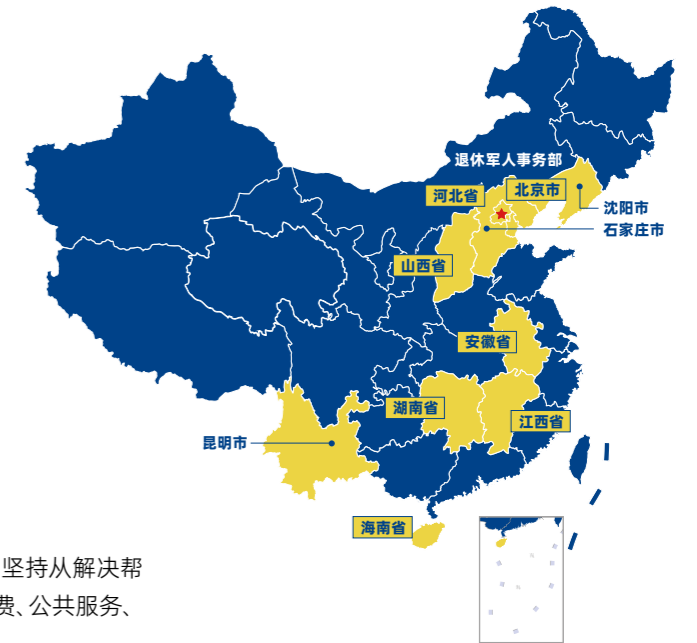 退休军人事务部
河北省
北京市
沈阳市
石家庄市
山西省
安徽省
湖南省
江西省
昆明市
海南省
坚持从解决帮
费、公共服务、